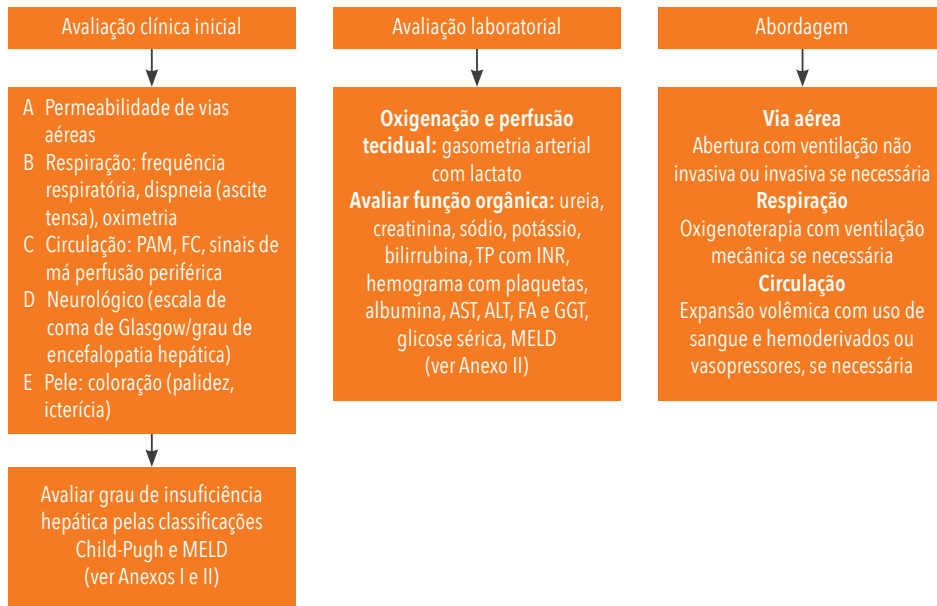 Avaliação clínica inicial
A Permeabilidade de vias
aéreas
B Respiração: frequência
respiratória, dispneia (ascite
tensa), oximetria
C Circulação: PAM, FC, sinais de
má perfusão periférica
D Neurológico (escala de
coma de Glasgow/grau de
encefalopatia hepática)
E Pele: coloração (palidez,
icterícia)
Avaliar grau de insuficiência
hepática pelas classificações
Child-Pugh e MELD
(ver Anexos I e II)
Avaliação laboratorial
Oxigenação e perfusão
tecidual: gasometria arterial
com lactato
Avaliar função orgânica: ureia,
creatinina, sódio, potássio,
bilirrubina, TP com INR,
hemograma com plaquetas,
albumina, AST, ALT, FA e GGT,
glicose sérica, MELD
(ver Anexo II)
Abordagem
Via aérea
Abertura com ventilação não
invasiva ou invasiva se necessária
Respiração
Oxigenoterapia com ventilação
mecânica se necessária
Circulação
Expansão volêmica com uso de
sangue e hemoderivados ou
vasopressores, se necessária